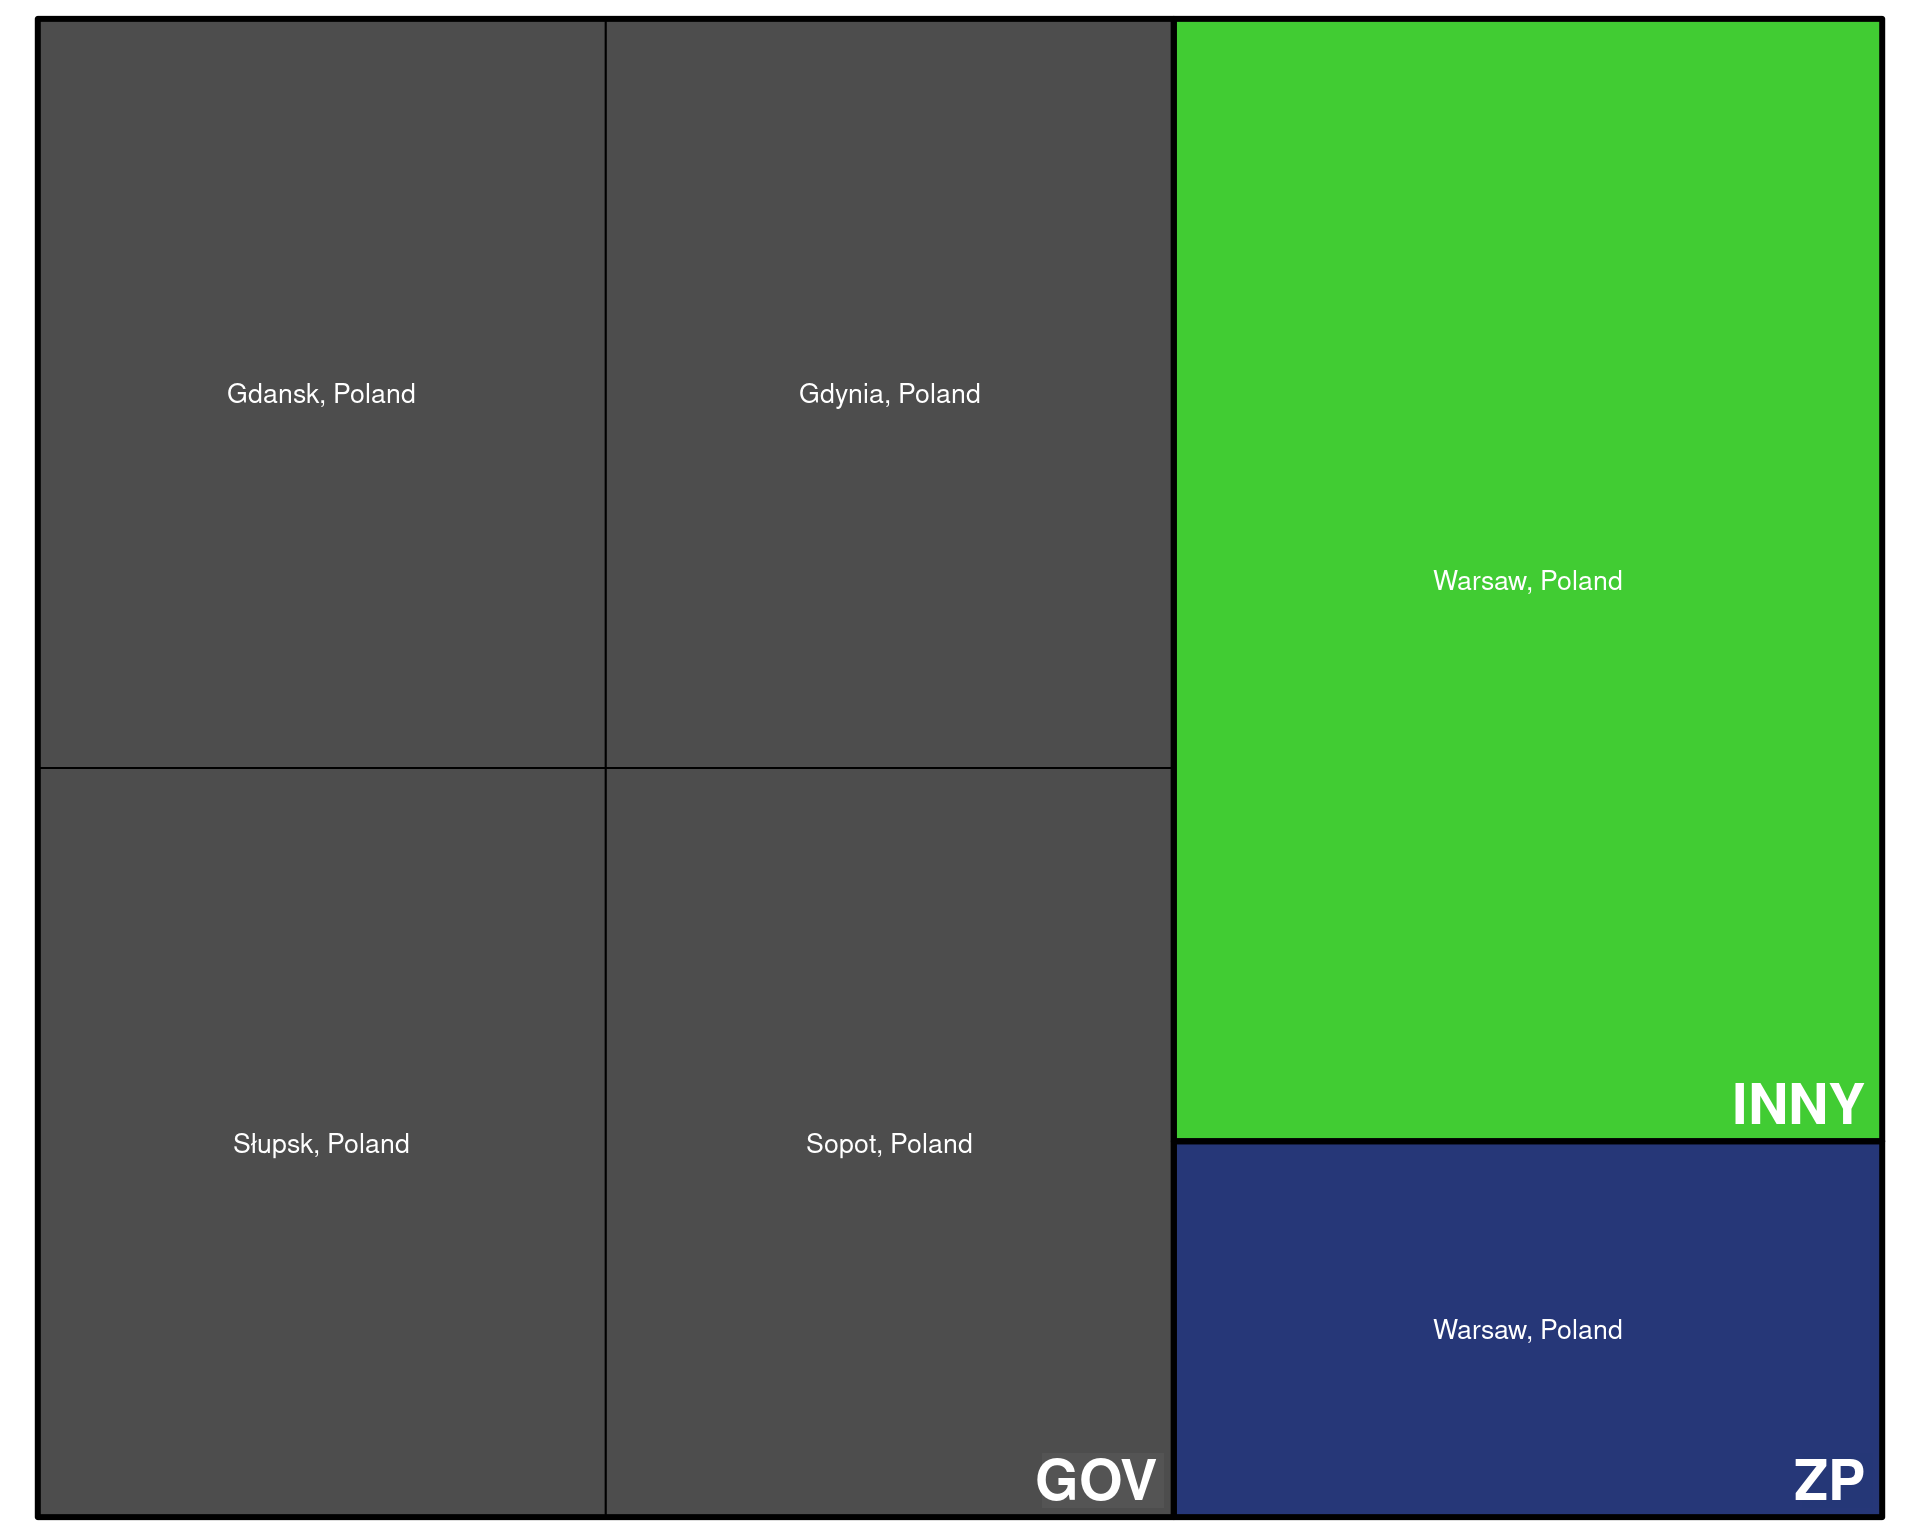 Gdansk, Poland
Gdynia, Poland
Słupsk, Poland
Sopot, Poland
GOV
Warsaw, Poland
INNY
Warsaw, Poland
ZP